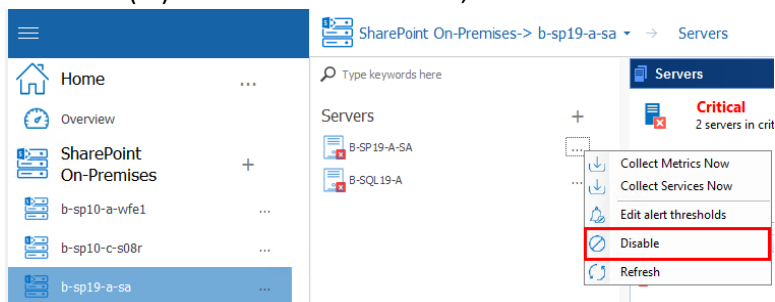 SharePoint On-Premises-> b-sp19-a-sa → Servers
Home ...
Overview
SharePoint
On-Premises +
b-sp10-a-wfe1 ...
b-sp10-c-s08r ...
b-sp19-a-sa ...
Type keywords here
Servers +
B-SP19-A-SA ...
B-SQL19-A ...
Servers
Critical
2 servers in crit
Collect Metrics Now
Collect Services Now
Edit alert thresholds
Disable
Refresh